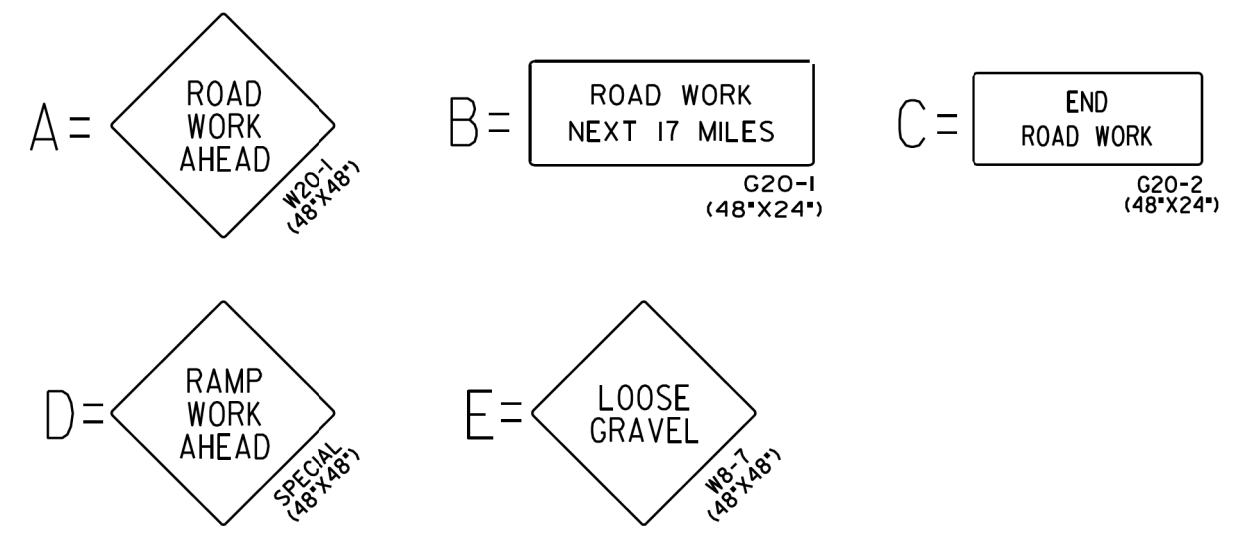 A =
ROAD
WORK
AHEAD
W20-1
(48"X48")
B =
ROAD WORK
NEXT 17 MILES
G20-1
(48"X24")
C =
END
ROAD WORK
G20-2
(48"X24")
D =
RAMP
WORK
AHEAD
SPECIAL
(48"X48")
E =
LOOSE
GRAVEL
W8-7
(48"X48")